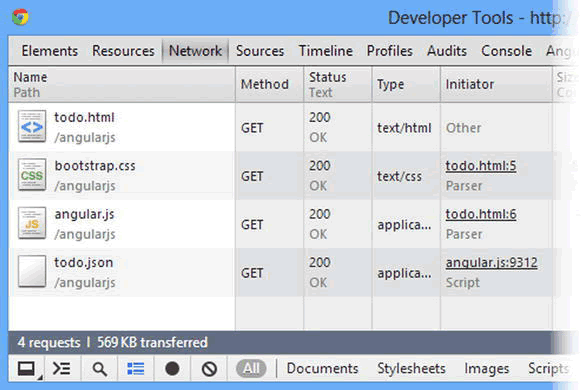 Developer Tools - http:/
Elements Resources Network Sources Timeline Profiles Audits Console Angu
Name Method Status Type Initiator Siz
Path Text Cou
todo.html GET 200 text/html Other
/angularjs OK
bootstrap.css GET 200 text/css todo.html:5
/angularjs OK Parser
angular.js GET 200 applica... todo.html:6
/angularjs OK Parser
todo.json GET 200 applica... angular.js:9312
/angularjs OK Script
4 requests | 569 KB transferred
All Documents Stylesheets Images Scripts